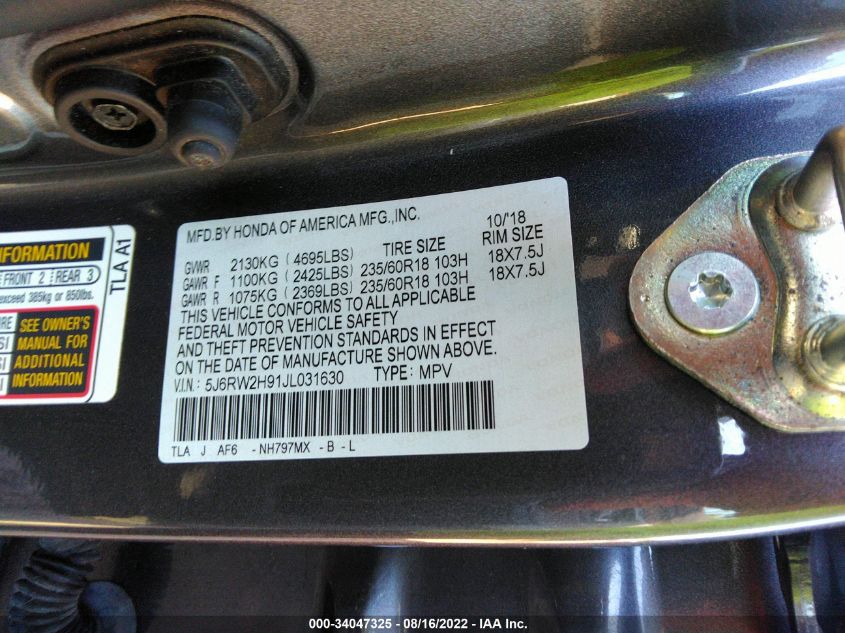 MFD.BY HONDA OF AMERICA MFG.,INC. 10/'18
GVWR 2130KG (4695LBS) TIRE SIZE RIM SIZE
GAWR F 1100KG (2425LBS) 235/60R18 103H 18X7.5J
GAWR R 1075KG (2369LBS) 235/60R18 103H 18X7.5J
THIS VEHICLE CONFORMS TO ALL APPLICABLE
FEDERAL MOTOR VEHICLE SAFETY
AND THEFT PREVENTION STANDARDS IN EFFECT
ON THE DATE OF MANUFACTURE SHOWN ABOVE.
V.I.N.: 5J6RW2H91JL031630 TYPE: MPV
TLA J AF6 -NH797MX -B -L
INFORMATION
FRONT 2 REAR 3
exceed 385kg or 850lbs.
SEE OWNER'S
MANUAL FOR
ADDITIONAL
INFORMATION
TLA A1
000-34047325 - 08/16/2022 - IAA Inc.